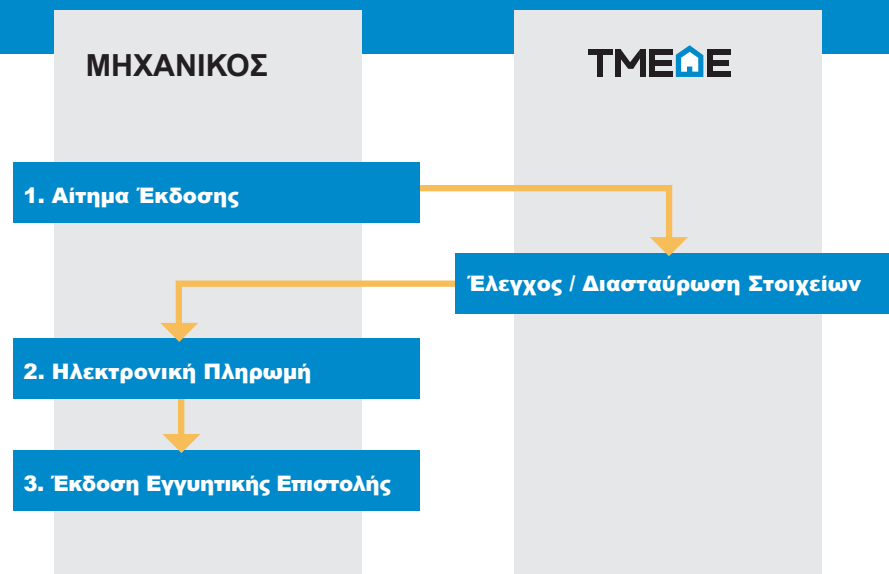 ΜΗΧΑΝΙΚΟΣ
ΤΜΕΔΕ
1. Αίτημα Έκδοσης
Έλεγχος / Διασταύρωση Στοιχείων
2. Ηλεκτρονική Πληρωμή
3. Έκδοση Εγγυητικής Επιστολής